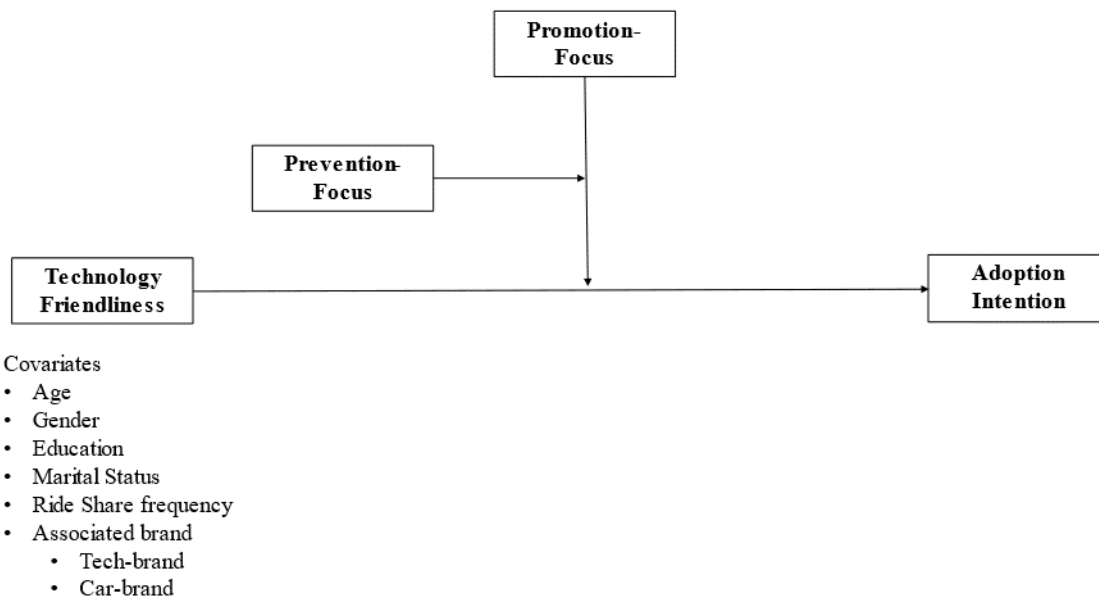 Promotion-
Focus
Prevention-
Focus
Technology
Friendliness
Adoption
Intention
Covariates
• Age
• Gender
• Education
• Marital Status
• Ride Share frequency
• Associated brand
• Tech-brand
• Car-brand